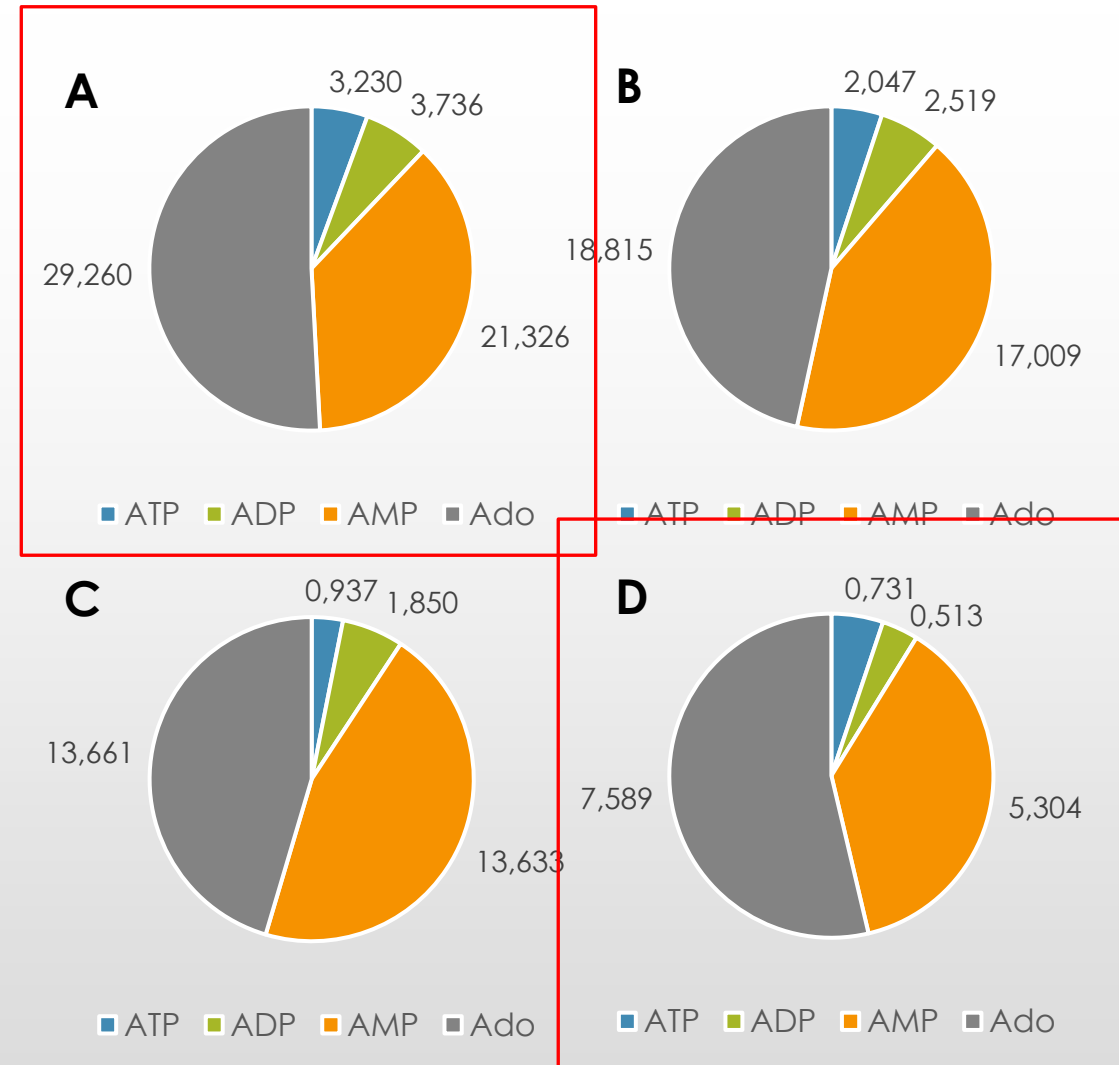 A
3,230
3,736
29,260
21,326
ATP ADP AMP Ado
B
2,047
2,519
18,815
17,009
ATP ADP AMP Ado
C
0,937
1,850
13,661
13,633
ATP ADP AMP Ado
D
0,731
0,513
7,589
5,304
ATP ADP AMP Ado